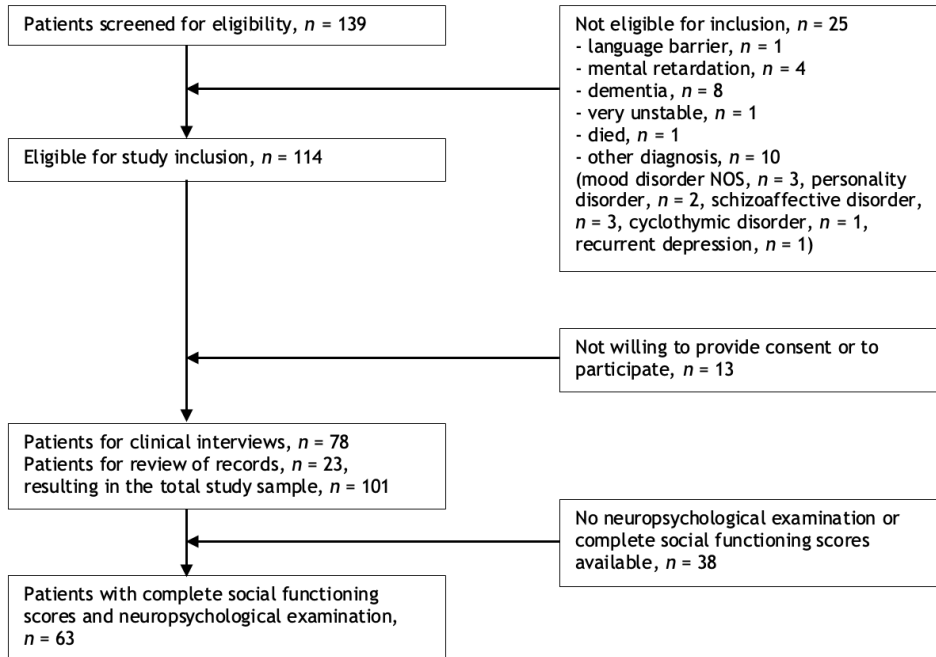 Patients screened for eligibility, n = 139
Not eligible for inclusion, n = 25
- language barrier, n = 1
- mental retardation, n = 4
- dementia, n = 8
- very unstable, n = 1
- died, n = 1
- other diagnosis, n = 10
(mood disorder NOS, n = 3, personality
disorder, n = 2, schizoaffective disorder,
n = 3, cyclothymic disorder, n = 1,
recurrent depression, n = 1)
Eligible for study inclusion, n = 114
Not willing to provide consent or to
participate, n = 13
Patients for clinical interviews, n = 78
Patients for review of records, n = 23,
resulting in the total study sample, n = 101
No neuropsychological examination or
complete social functioning scores
available, n = 38
Patients with complete social functioning
scores and neuropsychological examination,
n = 63